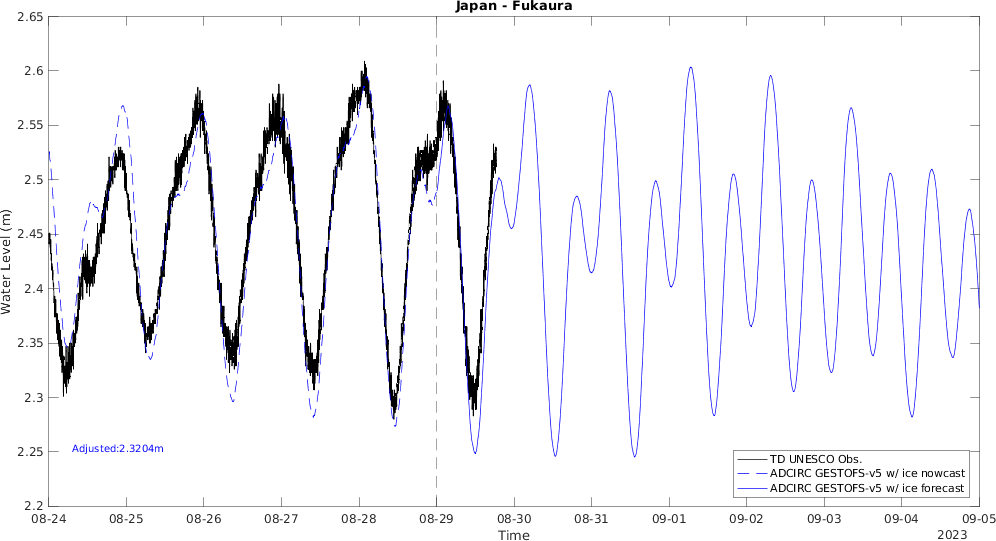 Japan - Fukaura
2.65
2.6
2.55
2.5
2.45
2.4
2.35
2.3
2.25
2.2
Water Level (m)
Adjusted:2.3204m
TD UNESCO Obs.
ADCIRC GESTOFS-v5 w/ ice nowcast
ADCIRC GESTOFS-v5 w/ ice forecast
08-24 08-25 08-26 08-27 08-28 08-29 08-30 08-31 09-01 09-02 09-03 09-04 09-05
Time
2023